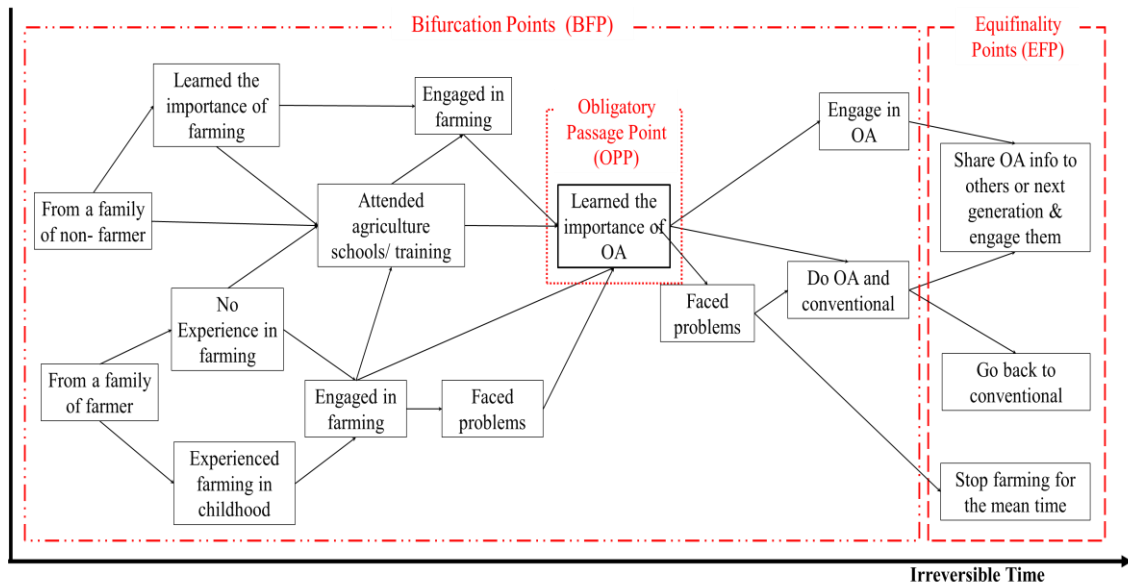 Bifurcation Points (BFP)
Equifinality
Points (EFP)
Learned the
importance of
farming
Engaged in
farming
Obligatory
Passage Point
(OPP)
Engage in
OA
Share OA info to
others or next
generation &
engage them
From a family
of non- farmer
Attended
agriculture
schools/ training
Learned the
importance of
OA
Do OA and
conventional
No
Experience in
farming
Faced
problems
From a family
of farmer
Engaged in
farming
Faced
problems
Go back to
conventional
Experienced
farming in
childhood
Stop farming for
the mean time
Irreversible Time